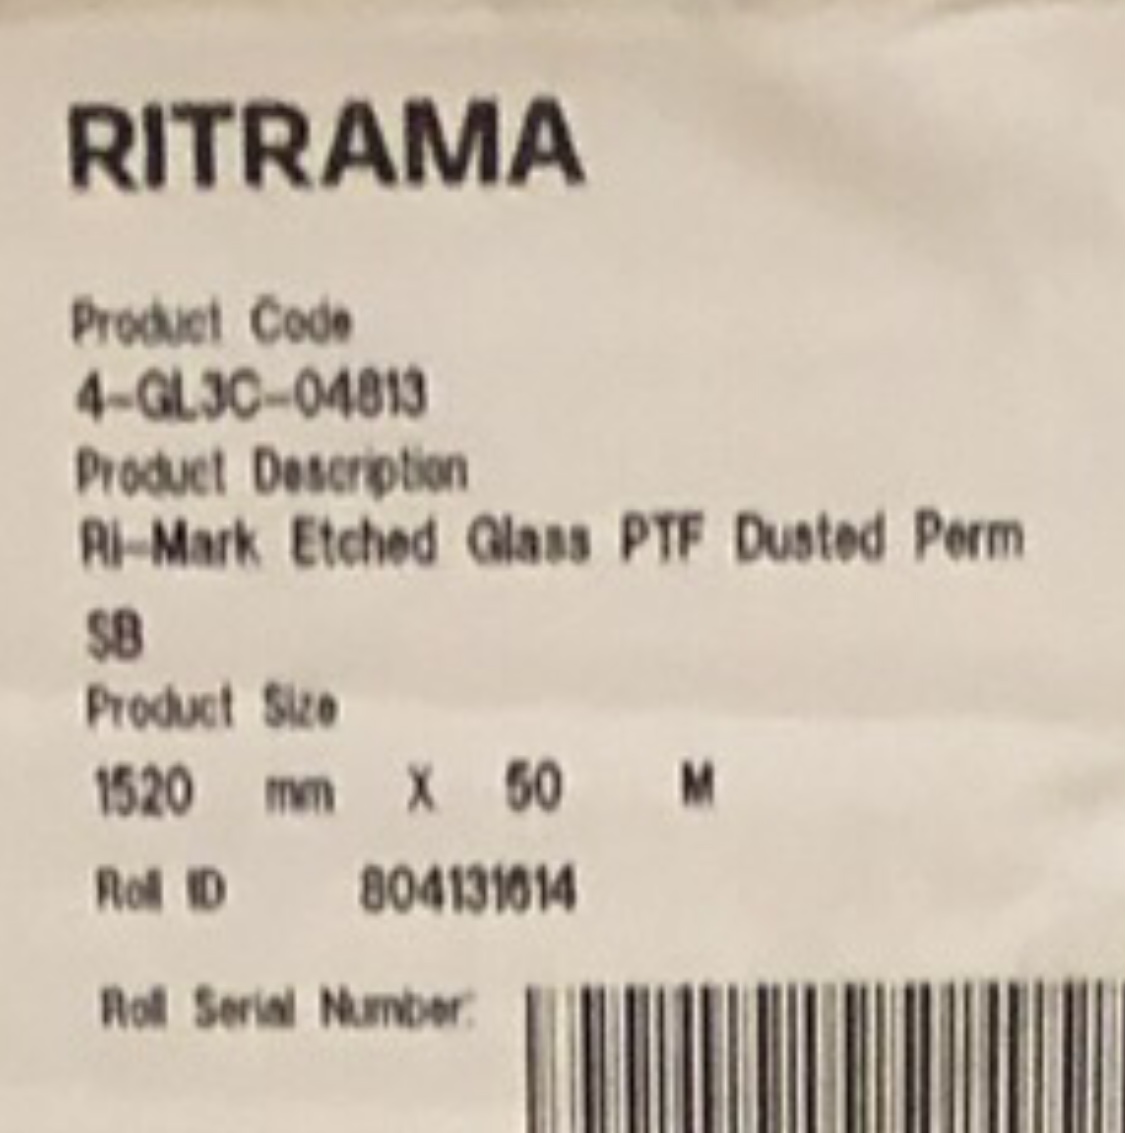 RITRAMA
Product Code
4-GL3C-04813
Product Description
Ri-Mark Etched Glass PTF Dusted Perm
SB
Product Size
1520 mm X 50 M
Roll ID 804131614
Roll Serial Number: